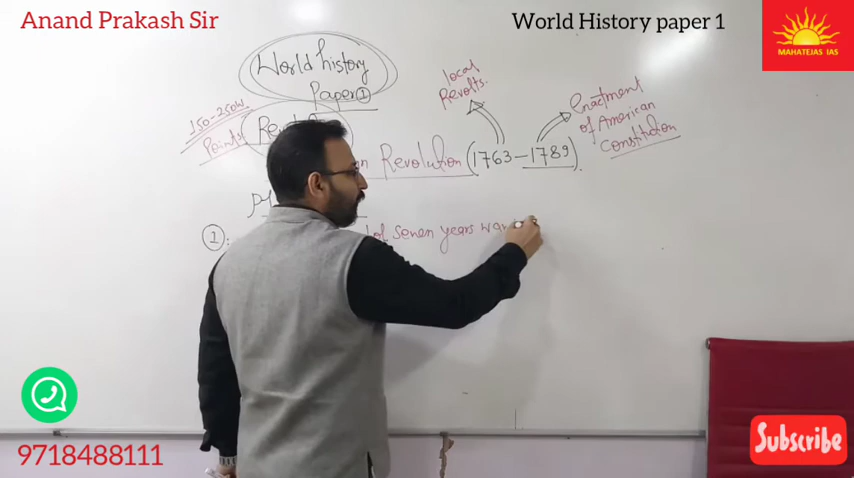 Anand Prakash Sir
World History paper 1
MAHATEJAS IAS
World history
Paper 1
local
Revolts.
Enactment
of American
Constitution
150-250W.
Points
Revolution (1763-1789).
1:
of seven years war
9718488111
Subscribe